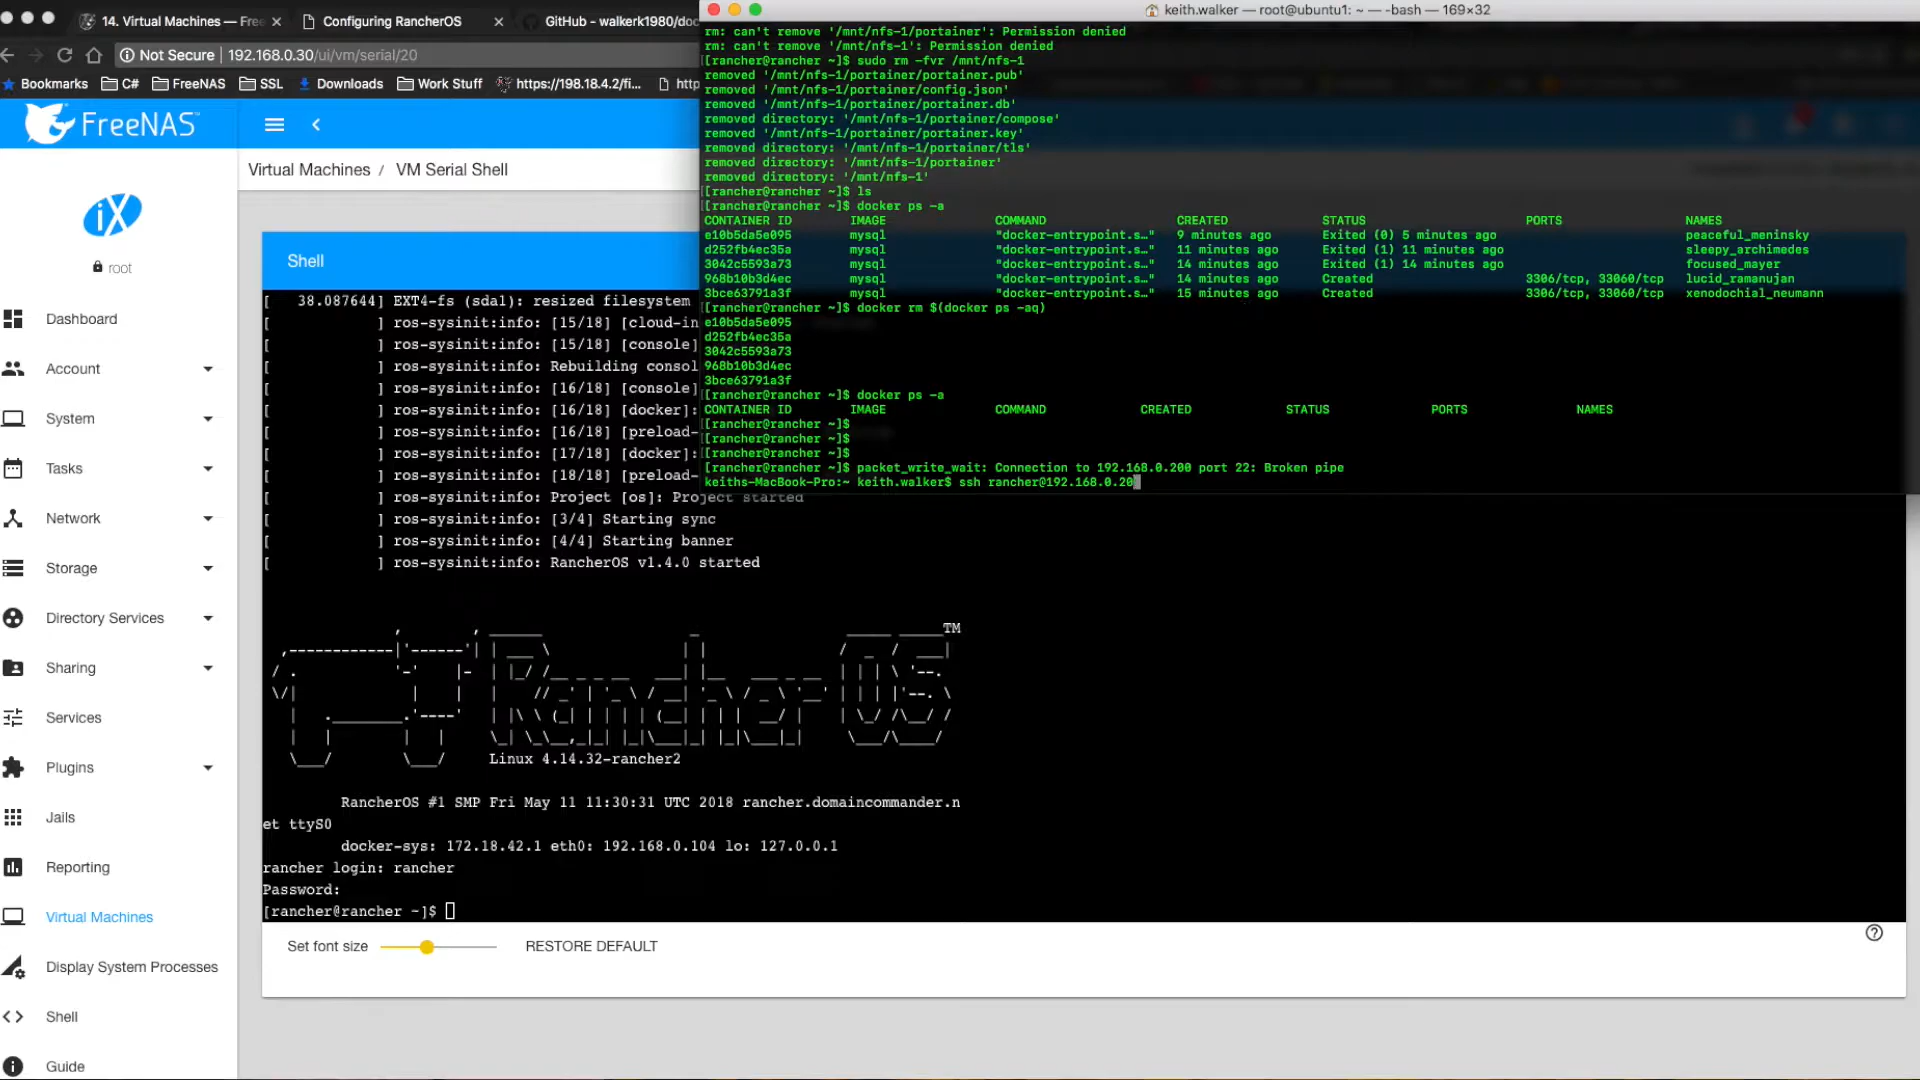 14. Virtual Machines — Free
Configuring RancherOS
GitHub - walkerk1980/doc
Not Secure | 192.168.0.30/ui/vm/serial/20
Bookmarks
C#
FreeNAS
SSL
Downloads
Work Stuff
https://198.18.4.2/fi...
http
FreeNAS
Virtual Machines / VM Serial Shell
iX
root
Dashboard
Account
System
Tasks
Network
Storage
Directory Services
Sharing
Services
Plugins
Jails
Reporting
Virtual Machines
Display System Processes
Shell
Guide
Shell
[   38.087644] EXT4-fs (sda1): resized filesystem
[            ] ros-sysinit:info: [15/18] [cloud-in
[            ] ros-sysinit:info: [15/18] [console]
[            ] ros-sysinit:info: Rebuilding consol
[            ] ros-sysinit:info: [16/18] [console]
[            ] ros-sysinit:info: [16/18] [docker]:
[            ] ros-sysinit:info: [16/18] [preload-
[            ] ros-sysinit:info: [17/18] [docker]:
[            ] ros-sysinit:info: [18/18] [preload-
[            ] ros-sysinit:info: Project [os]: Project started
[            ] ros-sysinit:info: [3/4] Starting sync
[            ] ros-sysinit:info: [4/4] Starting banner
[            ] ros-sysinit:info: RancherOS v1.4.0 started
RancherOS TM
Linux 4.14.32-rancher2
RancherOS #1 SMP Fri May 11 11:30:31 UTC 2018 rancher.domaincommander.n
et ttyS0
docker-sys: 172.18.42.1 eth0: 192.168.0.104 lo: 127.0.0.1
rancher login: rancher
Password:
[rancher@rancher ~]$
Set font size
RESTORE DEFAULT
keith.walker — root@ubuntu1: ~ — -bash — 169×32
rm: can't remove '/mnt/nfs-1/portainer': Permission denied
rm: can't remove '/mnt/nfs-1': Permission denied
[[rancher@rancher ~]$ sudo rm -fvr /mnt/nfs-1
removed '/mnt/nfs-1/portainer/portainer.pub'
removed '/mnt/nfs-1/portainer/config.json'
removed '/mnt/nfs-1/portainer/portainer.db'
removed directory: '/mnt/nfs-1/portainer/compose'
removed '/mnt/nfs-1/portainer/portainer.key'
removed directory: '/mnt/nfs-1/portainer/tls'
removed directory: '/mnt/nfs-1/portainer'
removed directory: '/mnt/nfs-1'
[[rancher@rancher ~]$ ls
[[rancher@rancher ~]$ docker ps -a
CONTAINER ID IMAGE COMMAND CREATED STATUS PORTS NAMES
e10b5da5e095 mysql "docker-entrypoint.s…" 9 minutes ago Exited (0) 5 minutes ago peaceful_meninsky
d252fb4ec35a mysql "docker-entrypoint.s…" 11 minutes ago Exited (1) 11 minutes ago sleepy_archimedes
3042c5593a73 mysql "docker-entrypoint.s…" 14 minutes ago Exited (1) 14 minutes ago focused_mayer
968b10b3d4ec mysql "docker-entrypoint.s…" 14 minutes ago Created 3306/tcp, 33060/tcp lucid_ramanujan
3bce63791a3f mysql "docker-entrypoint.s…" 15 minutes ago Created 3306/tcp, 33060/tcp xenodochial_neumann
[[rancher@rancher ~]$ docker rm $(docker ps -aq)
e10b5da5e095
d252fb4ec35a
3042c5593a73
968b10b3d4ec
3bce63791a3f
[[rancher@rancher ~]$ docker ps -a
CONTAINER ID IMAGE COMMAND CREATED STATUS PORTS NAMES
[[rancher@rancher ~]$
[[rancher@rancher ~]$
[[rancher@rancher ~]$
[[rancher@rancher ~]$ packet_write_wait: Connection to 192.168.0.200 port 22: Broken pipe
keiths-MacBook-Pro:~ keith.walker$ ssh rancher@192.168.0.20